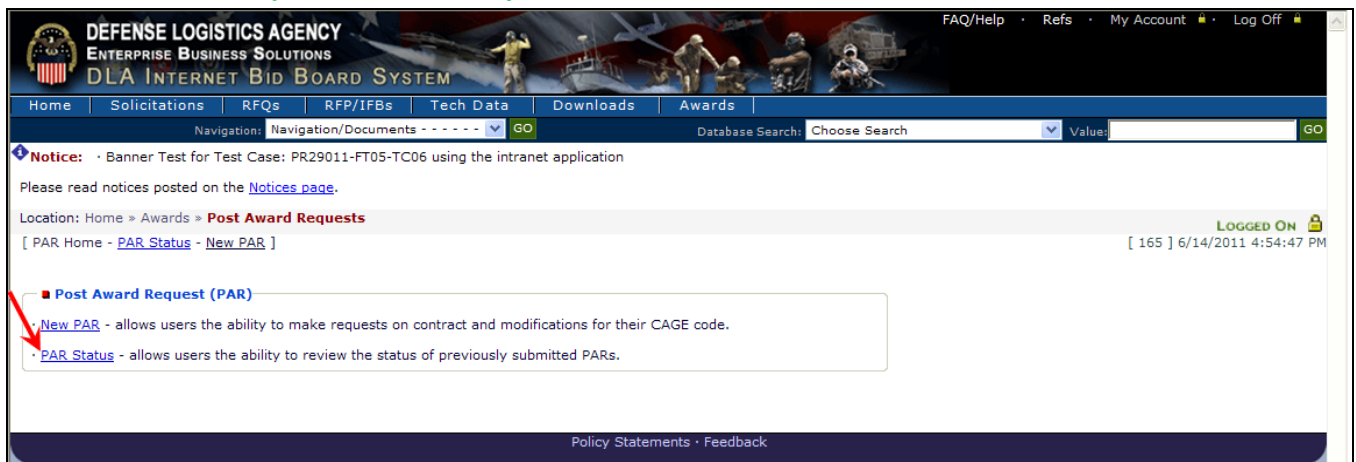 DEFENSE LOGISTICS AGENCY
ENTERPRISE BUSINESS SOLUTIONS
DLA INTERNET BID BOARD SYSTEM
FAQ/Help · Refs · My Account · Log Off
Home | Solicitations | RFQs | RFP/IFBs | Tech Data | Downloads | Awards |
Navigation: Navigation/Documents - - - - - - GO Database Search: Choose Search Value: GO
Notice: · Banner Test for Test Case: PR29011-FT05-TC06 using the intranet application
Please read notices posted on the Notices page.
Location: Home » Awards » Post Award Requests
LOGGED ON
[ PAR Home - PAR Status - New PAR ] [ 165 ] 6/14/2011 4:54:47 PM
Post Award Request (PAR)
· New PAR - allows users the ability to make requests on contract and modifications for their CAGE code.
· PAR Status - allows users the ability to review the status of previously submitted PARs.
Policy Statements · Feedback